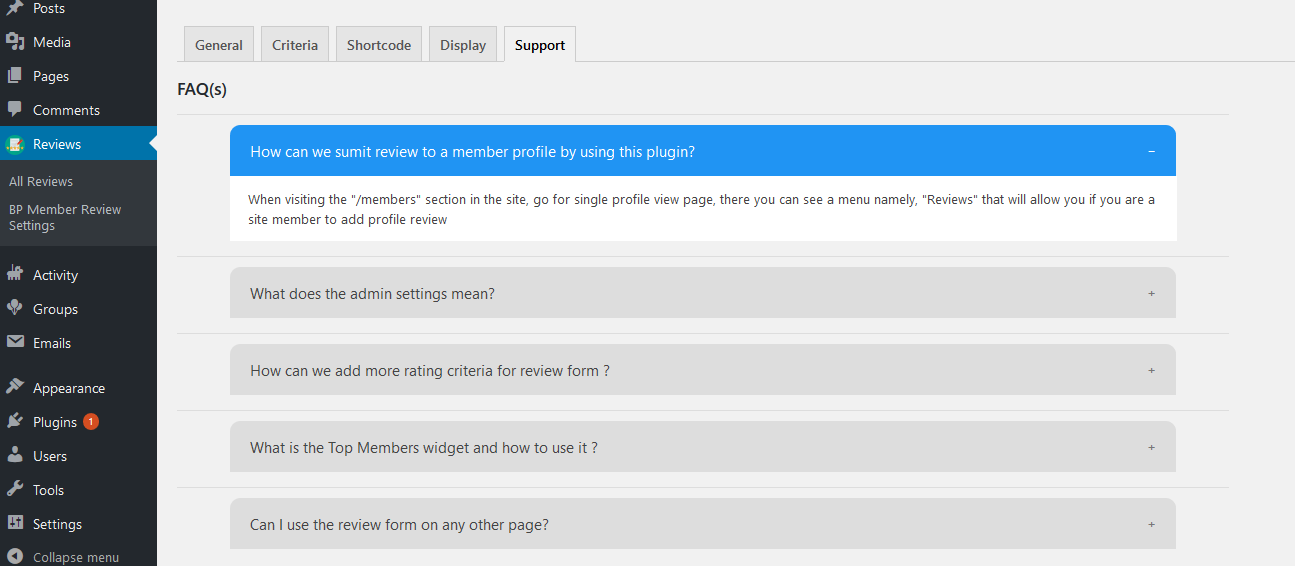 Posts
Media
Pages
Comments
Reviews
All Reviews
BP Member Review
Settings
Activity
Groups
Emails
Appearance
Plugins 1
Users
Tools
Settings
Collapse menu
General
Criteria
Shortcode
Display
Support
FAQ(s)
How can we sumit review to a member profile by using this plugin? −
When visiting the "/members" section in the site, go for single profile view page, there you can see a menu namely, "Reviews" that will allow you if you are a
site member to add profile review
What does the admin settings mean? +
How can we add more rating criteria for review form ? +
What is the Top Members widget and how to use it ? +
Can I use the review form on any other page? +